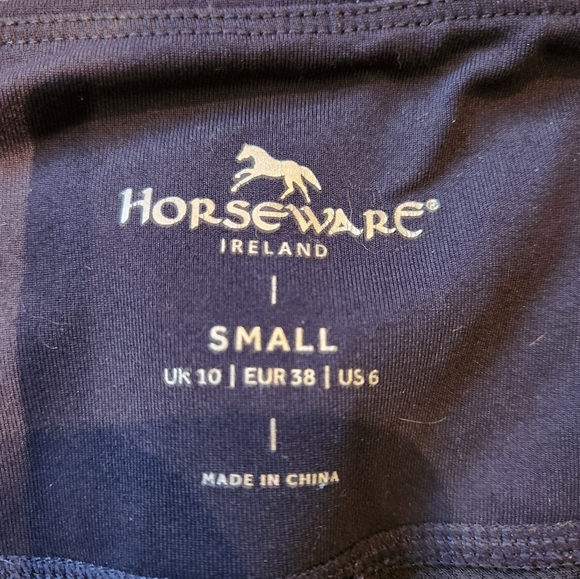 HORSEWARE®
IRELAND
SMALL
UK 10 | EUR 38 | US 6
MADE IN CHINA